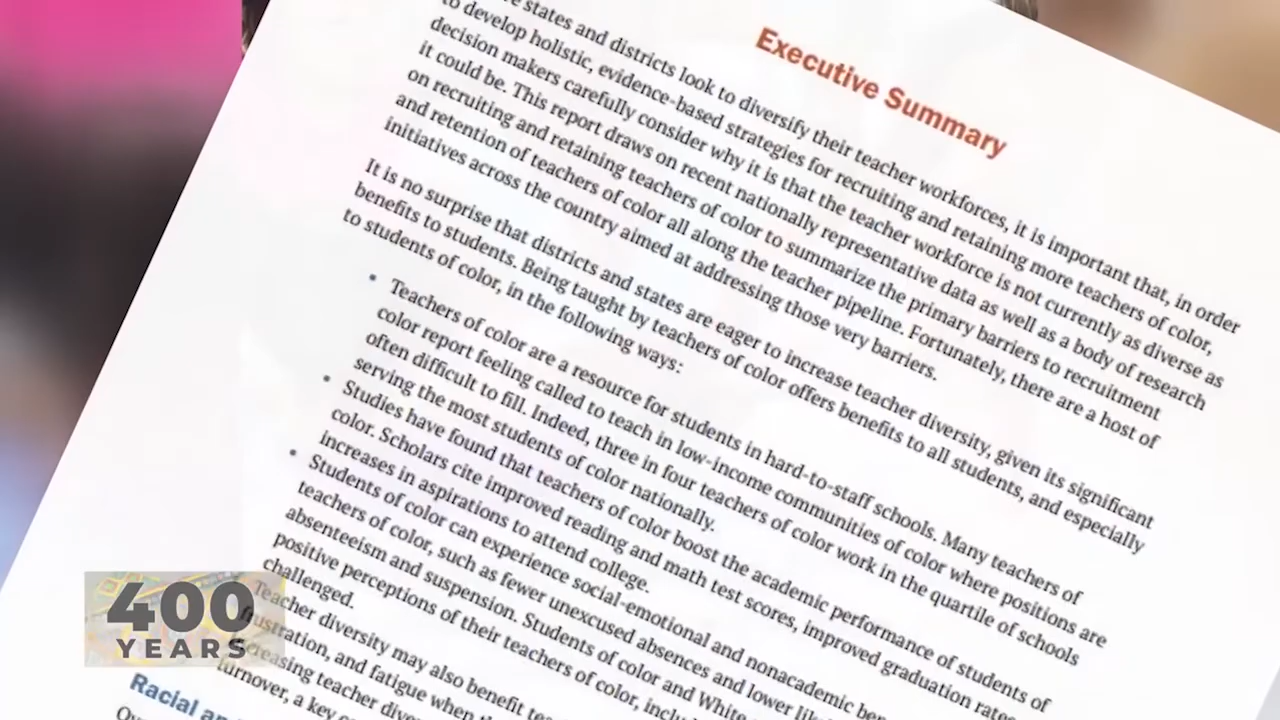 Executive Summary
states and districts look to diversify their teacher workforces, it is important that, in order
to develop holistic, evidence-based strategies for recruiting and retaining more teachers of color,
decision makers carefully consider why it is that the teacher workforce is not currently as diverse as
it could be. This report draws on recent nationally representative data as well as a body of research
on recruiting and retaining teachers of color to summarize the primary barriers to recruitment
and retention of teachers of color all along the teacher pipeline. Fortunately, there are a host of
initiatives across the country aimed at addressing those very barriers.
It is no surprise that districts and states are eager to increase teacher diversity, given its significant
benefits to students. Being taught by teachers of color offers benefits to all students, and especially
to students of color, in the following ways:
• Teachers of color are a resource for students in hard-to-staff schools. Many teachers of
color report feeling called to teach in low-income communities of color where positions are
often difficult to fill. Indeed, three in four teachers of color work in the quartile of schools
serving the most students of color nationally.
• Studies have found that teachers of color boost the academic performance of students of
color. Scholars cite improved reading and math test scores, improved graduation rates,
increases in aspirations to attend college.
• Students of color can experience social-emotional and nonacademic
teachers of color, such as fewer unexcused absences and lower
absenteeism and suspension. Students of color and White
positive perceptions of their teachers of color,
challenged.
Teacher diversity may also benefit
frustration, and fatigue when
increasing teacher
turnover, a key
Racial
400
YEARS